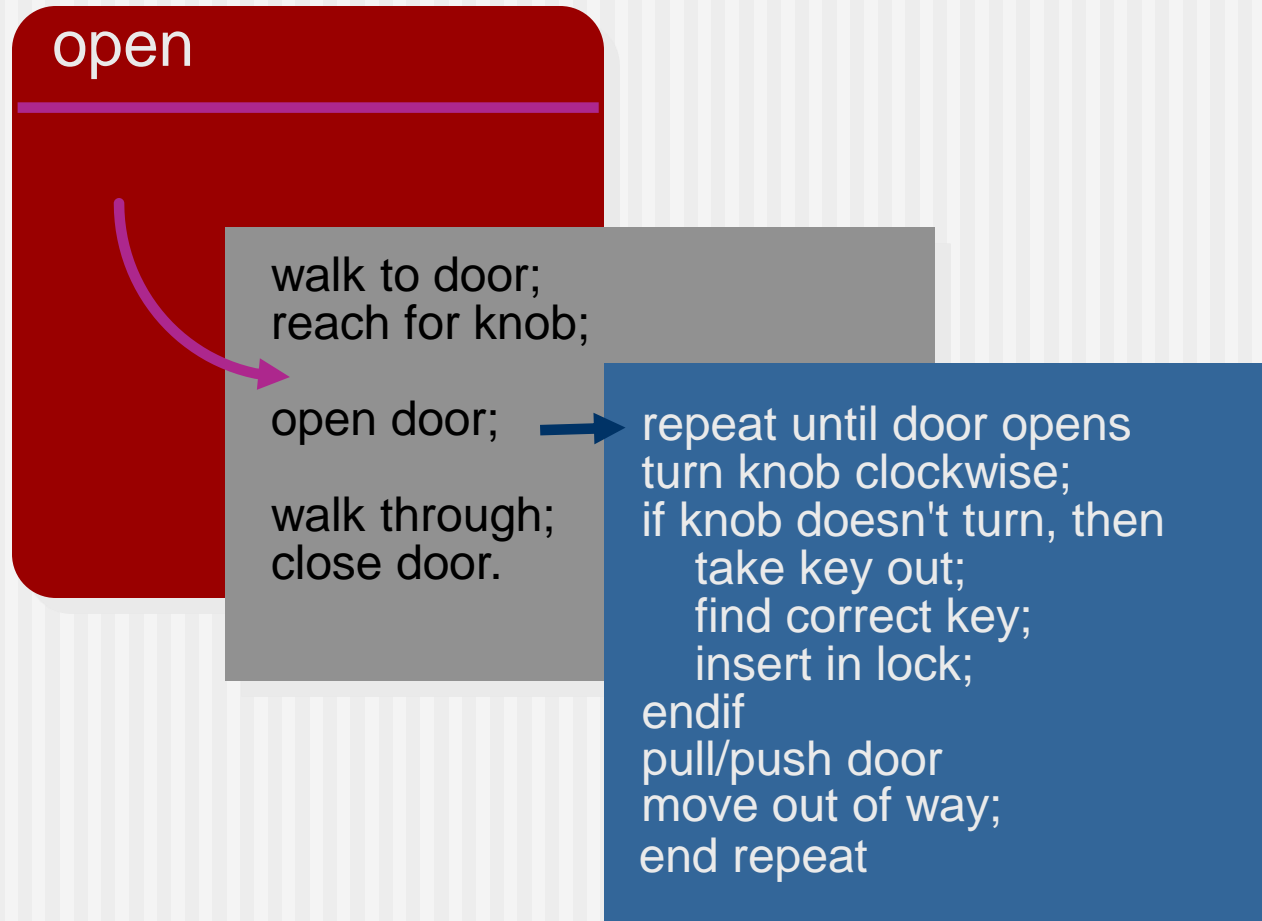 open
walk to door;
reach for knob;
open door;
walk through;
close door.
repeat until door opens
turn knob clockwise;
if knob doesn't turn, then
take key out;
find correct key;
insert in lock;
endif
pull/push door
move out of way;
end repeat